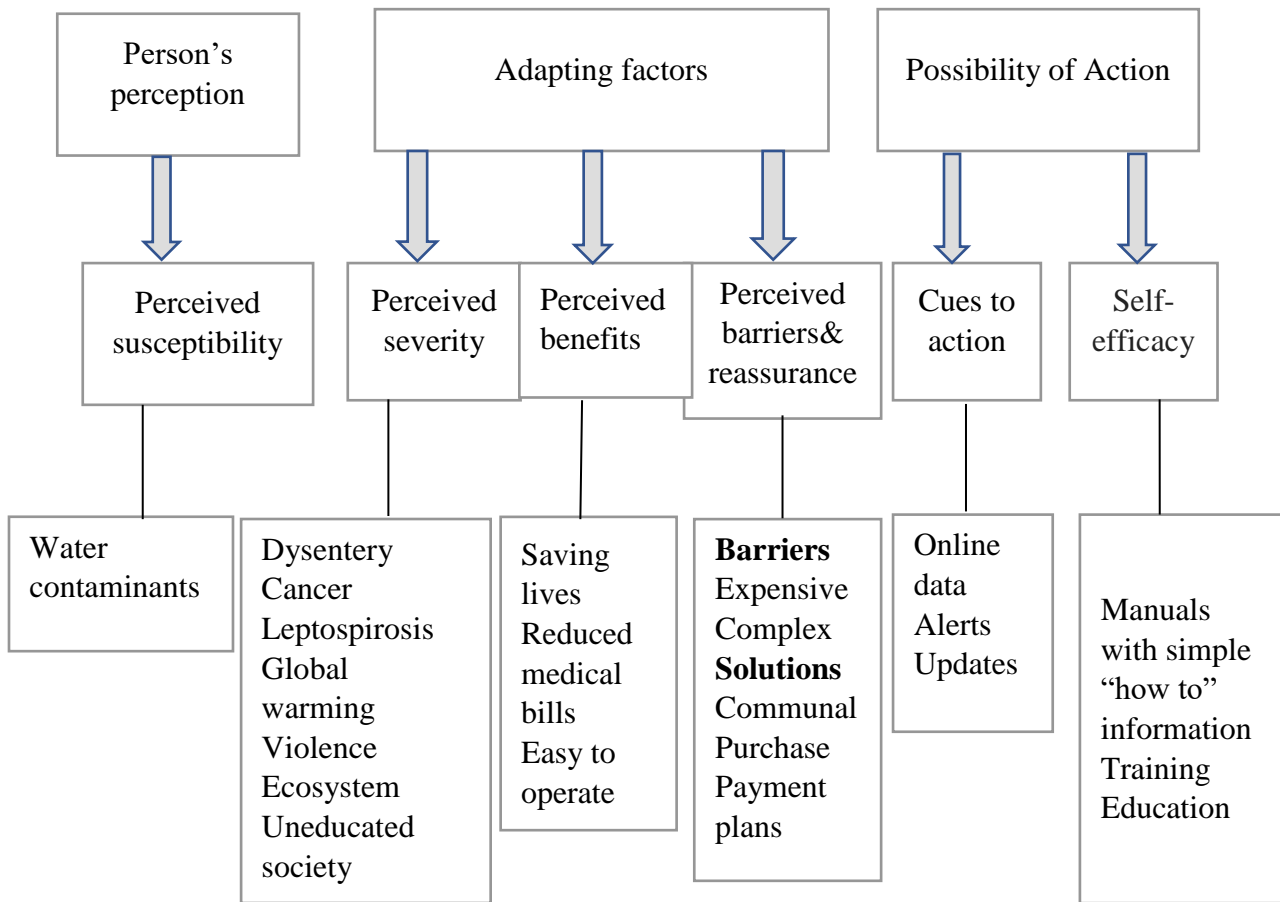 Person’s
perception
Adapting factors
Possibility of Action
Perceived
susceptibility
Perceived
severity
Perceived
benefits
Perceived
barriers&
reassurance
Cues to
action
Self-
efficacy
Water
contaminants
Dysentery
Cancer
Leptospirosis
Global
warming
Violence
Ecosystem
Uneducated
society
Saving
lives
Reduced
medical
bills
Easy to
operate
Barriers
Expensive
Complex
Solutions
Communal
Purchase
Payment
plans
Online
data
Alerts
Updates
Manuals
with simple
“how to”
information
Training
Education